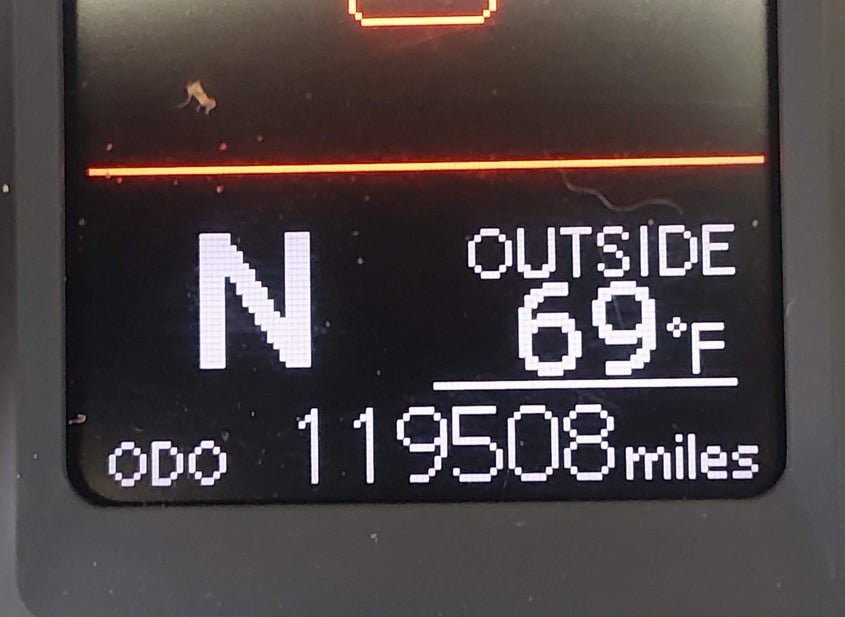 N
OUTSIDE
69°F
ODO 119508 miles